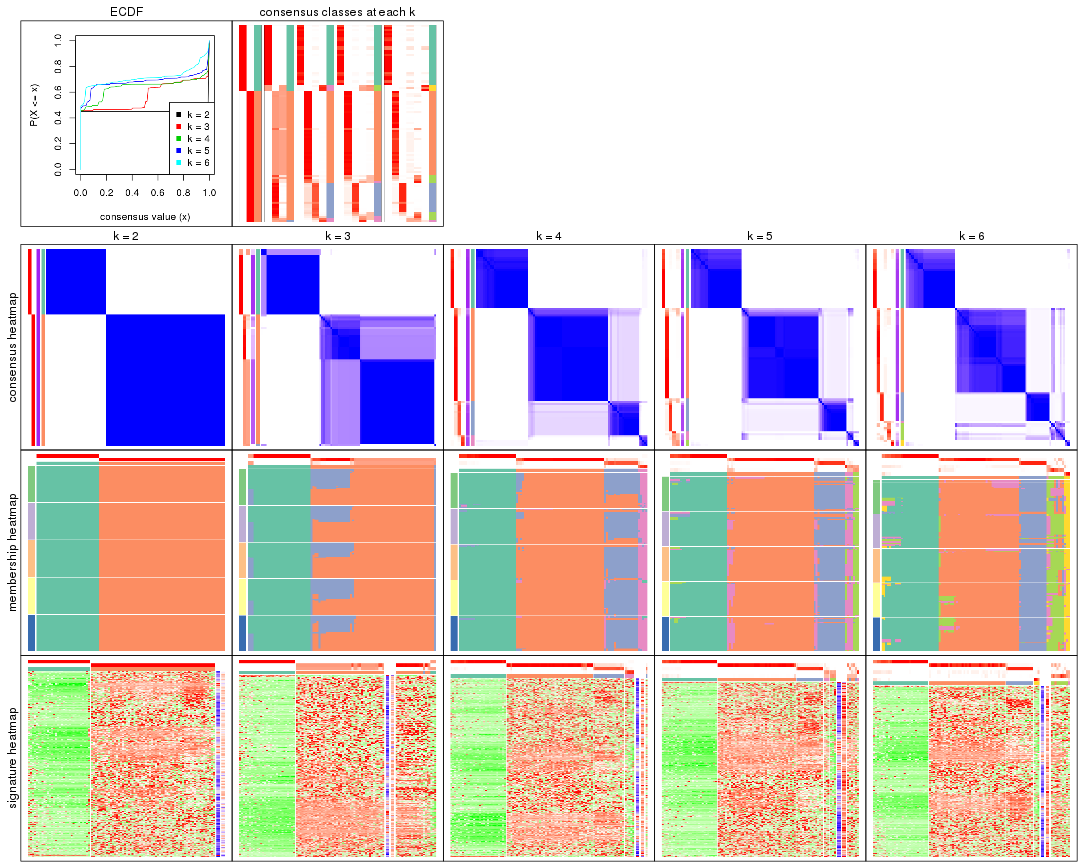 ECDF
consensus classes at each k
P(X <= x)
0.0 0.2 0.4 0.6 0.8 1.0
k = 2
k = 3
k = 4
k = 5
k = 6
0.0 0.2 0.4 0.6 0.8 1.0
consensus value (x)
k = 2
k = 3
k = 4
k = 5
k = 6
consensus heatmap
membership heatmap
signature heatmap